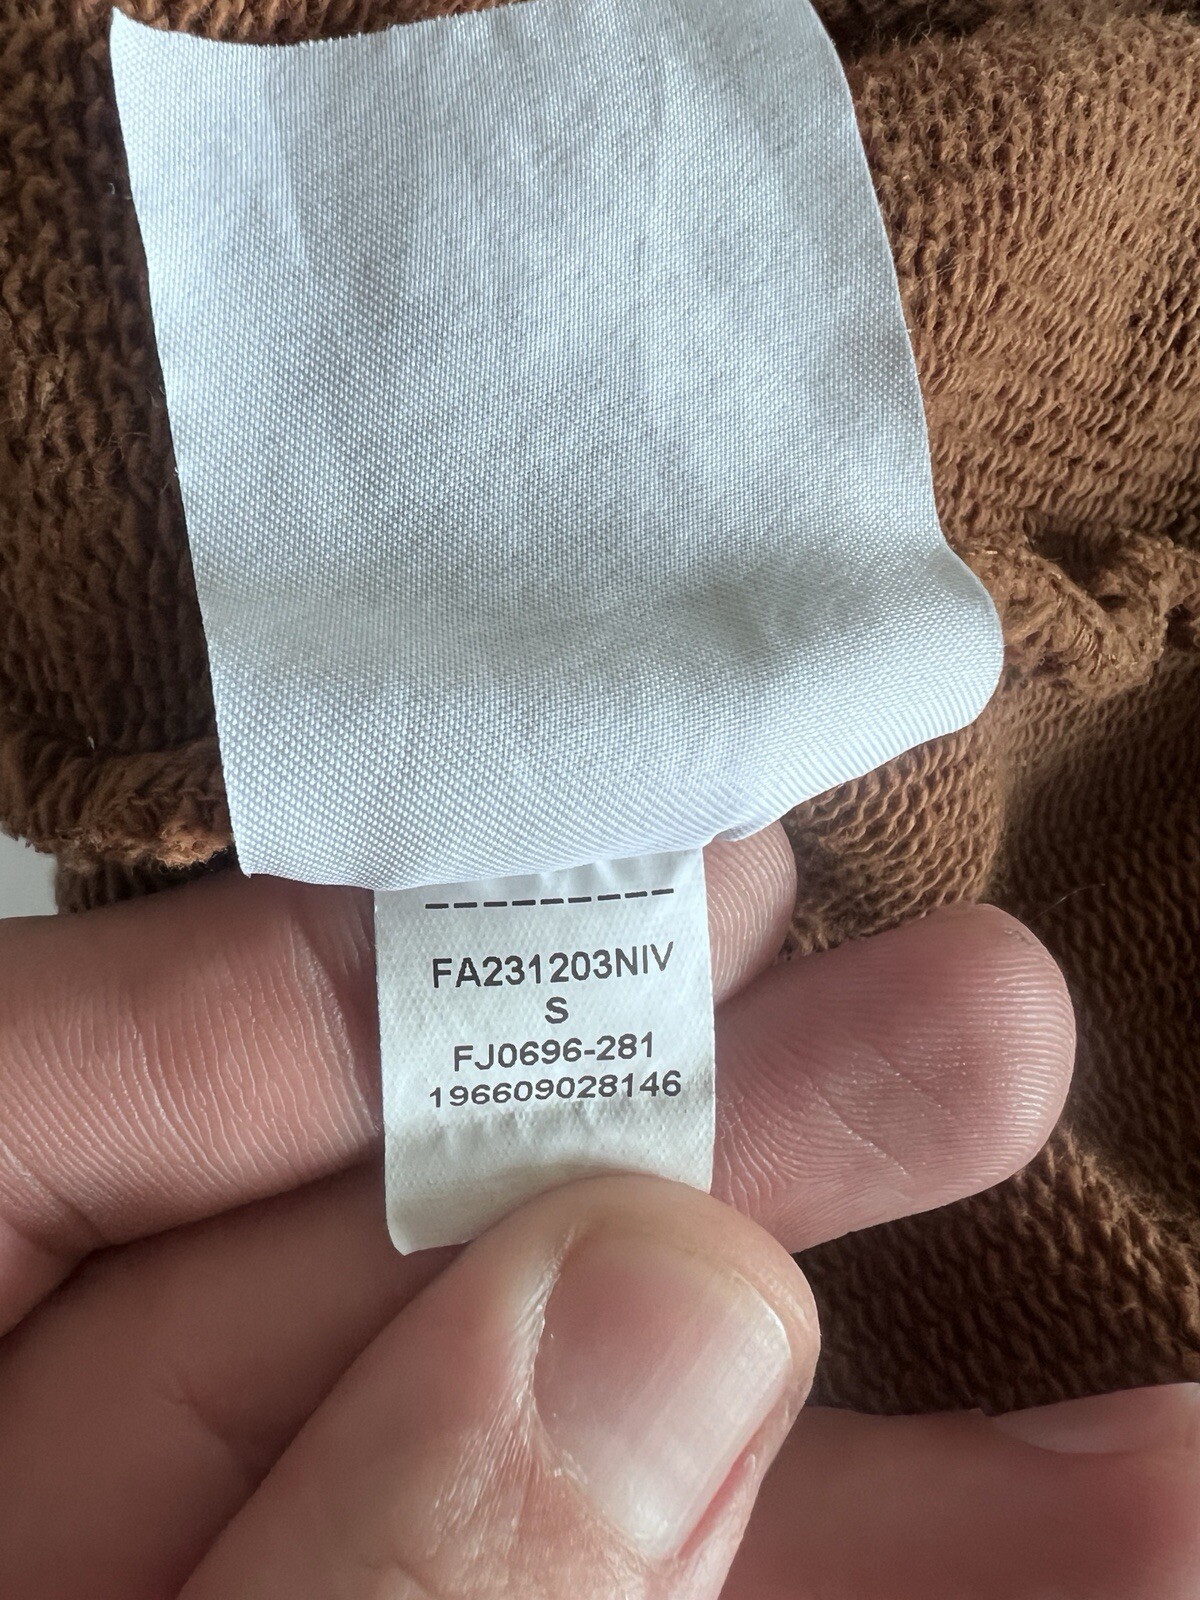 ---------
FA231203NIV
S
FJ0696-281
196609028146